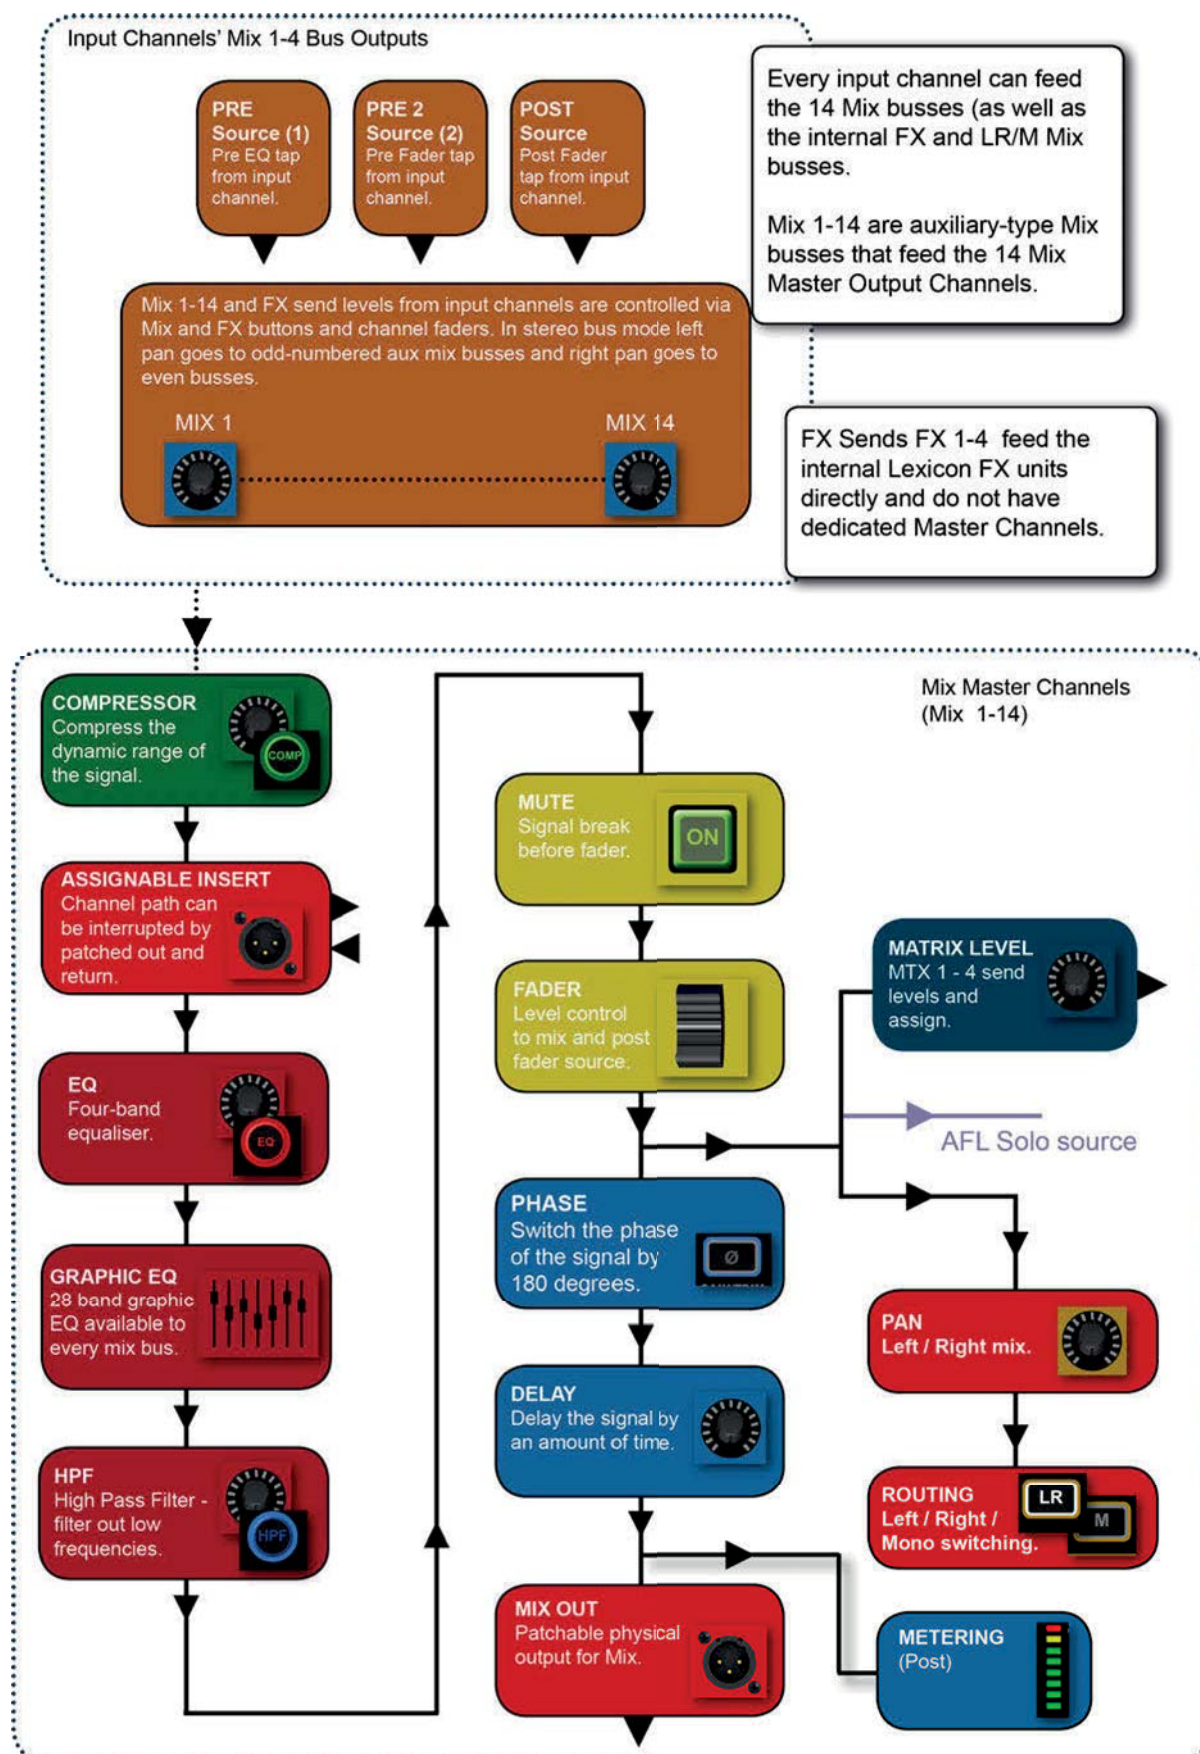 Input Channels' Mix 1-4 Bus Outputs
PRE
Source (1)
Pre EQ tap
from input
channel.
PRE 2
Source (2)
Pre Fader tap
from input
channel.
POST
Source
Post Fader
tap from input
channel.
Every input channel can feed
the 14 Mix busses (as well as
the internal FX and LR/M Mix
busses.
Mix 1-14 are auxiliary-type Mix
busses that feed the 14 Mix
Master Output Channels.
Mix 1-14 and FX send levels from input channels are controlled via
Mix and FX buttons and channel faders. In stereo bus mode left
pan goes to odd-numbered aux mix busses and right pan goes to
even busses.
MIX 1
MIX 14
FX Sends FX 1-4 feed the
internal Lexicon FX units
directly and do not have
dedicated Master Channels.
Mix Master Channels
(Mix 1-14)
COMPRESSOR
Compress the
dynamic range of
the signal.
COMP
ASSIGNABLE INSERT
Channel path can
be interrupted by
patched out and
return.
EQ
Four-band
equaliser.
EQ
GRAPHIC EQ
28 band graphic
EQ available to
every mix bus.
HPF
High Pass Filter -
filter out low
frequencies.
HPF
MUTE
Signal break
before fader.
ON
FADER
Level control
to mix and post
fader source.
MATRIX LEVEL
MTX 1 - 4 send
levels and
assign.
AFL Solo source
PHASE
Switch the phase
of the signal by
180 degrees.
Ø
PAN
Left / Right mix.
DELAY
Delay the signal by
an amount of time.
ROUTING
Left / Right /
Mono switching.
LR
M
MIX OUT
Patchable physical
output for Mix.
METERING
(Post)